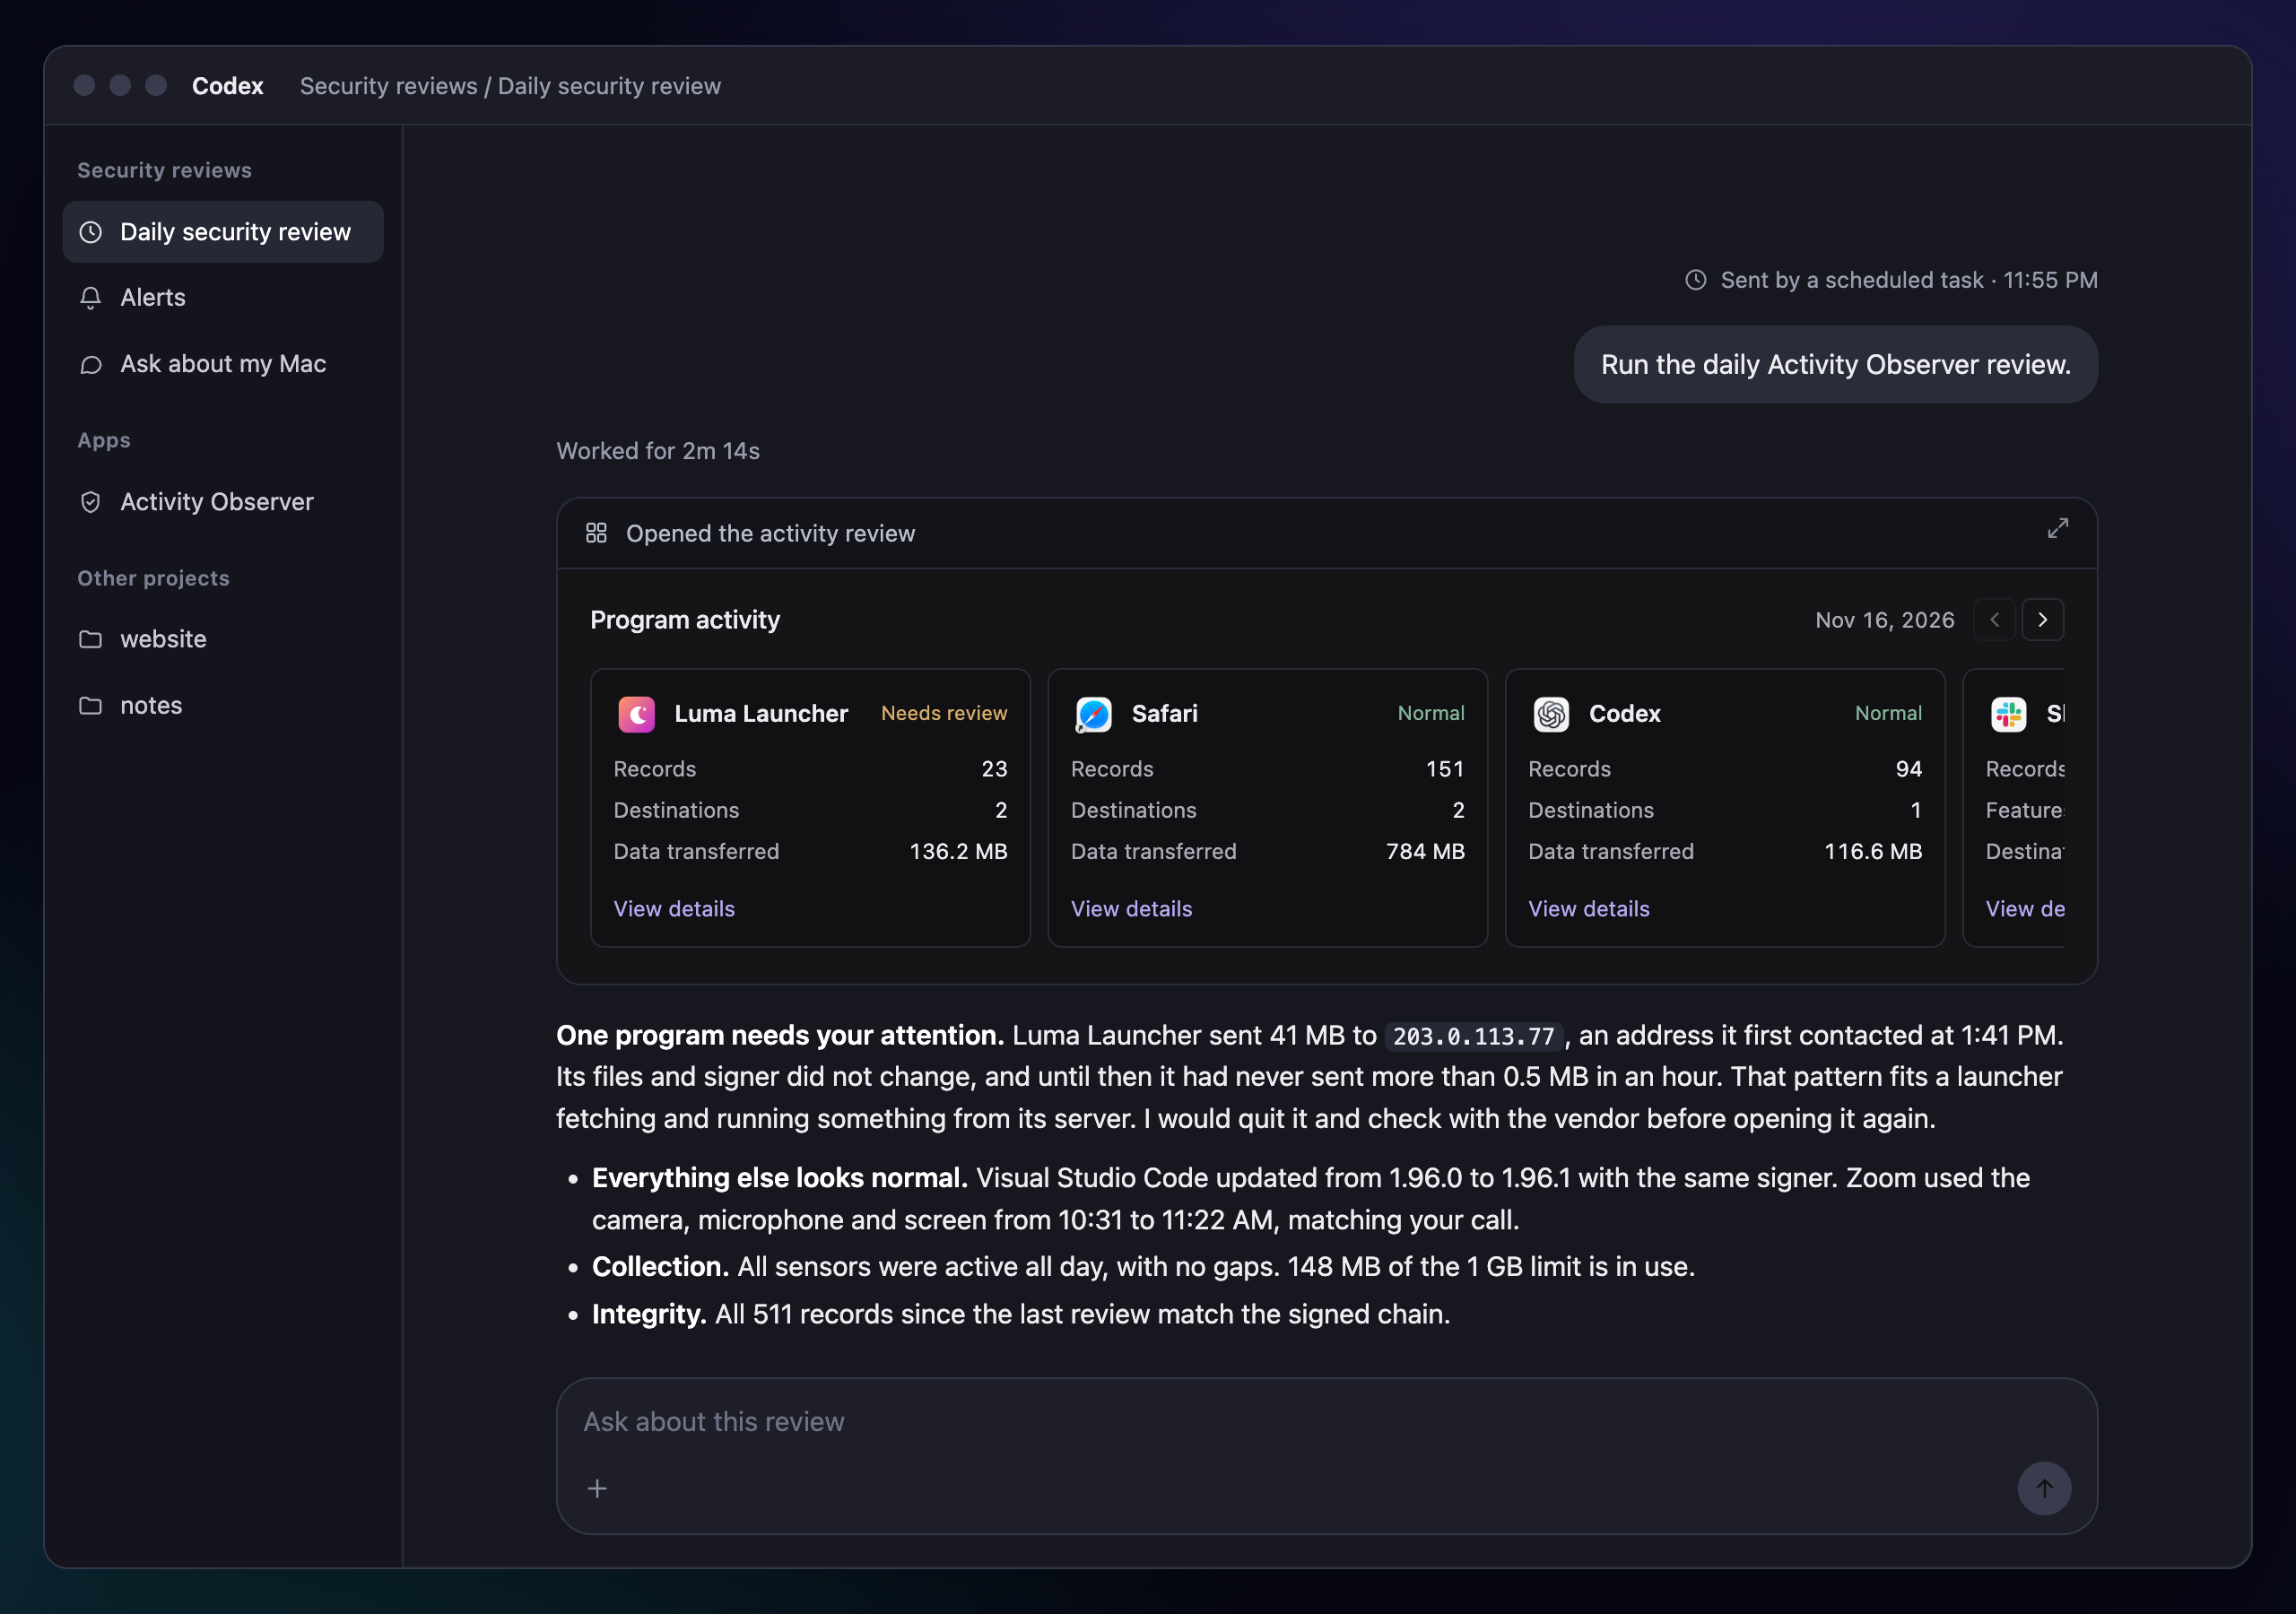 Codex Security reviews / Daily security review
Security reviews
Daily security review
Alerts
Ask about my Mac
Apps
Activity Observer
Other projects
website
notes
Sent by a scheduled task · 11:55 PM
Run the daily Activity Observer review.
Worked for 2m 14s
Opened the activity review
Program activity
Nov 16, 2026
Luma Launcher Needs review
Records 23
Destinations 2
Data transferred 136.2 MB
View details
Safari Normal
Records 151
Destinations 2
Data transferred 784 MB
View details
Codex Normal
Records 94
Destinations 1
Data transferred 116.6 MB
View details
Records
View
One program needs your attention. Luma Launcher sent 41 MB to 203.0.113.77, an address it first contacted at 1:41 PM.
Its files and signer did not change, and until then it had never sent more than 0.5 MB in an hour. That pattern fits a launcher
fetching and running something from its server. I would quit it and check with the vendor before opening it again.
• Everything else looks normal. Visual Studio Code updated from 1.96.0 to 1.96.1 with the same signer. Zoom used the
camera, microphone and screen from 10:31 to 11:22 AM, matching your call.
• Collection. All sensors were active all day, with no gaps. 148 MB of the 1 GB limit is in use.
• Integrity. All 511 records since the last review match the signed chain.
Ask about this review